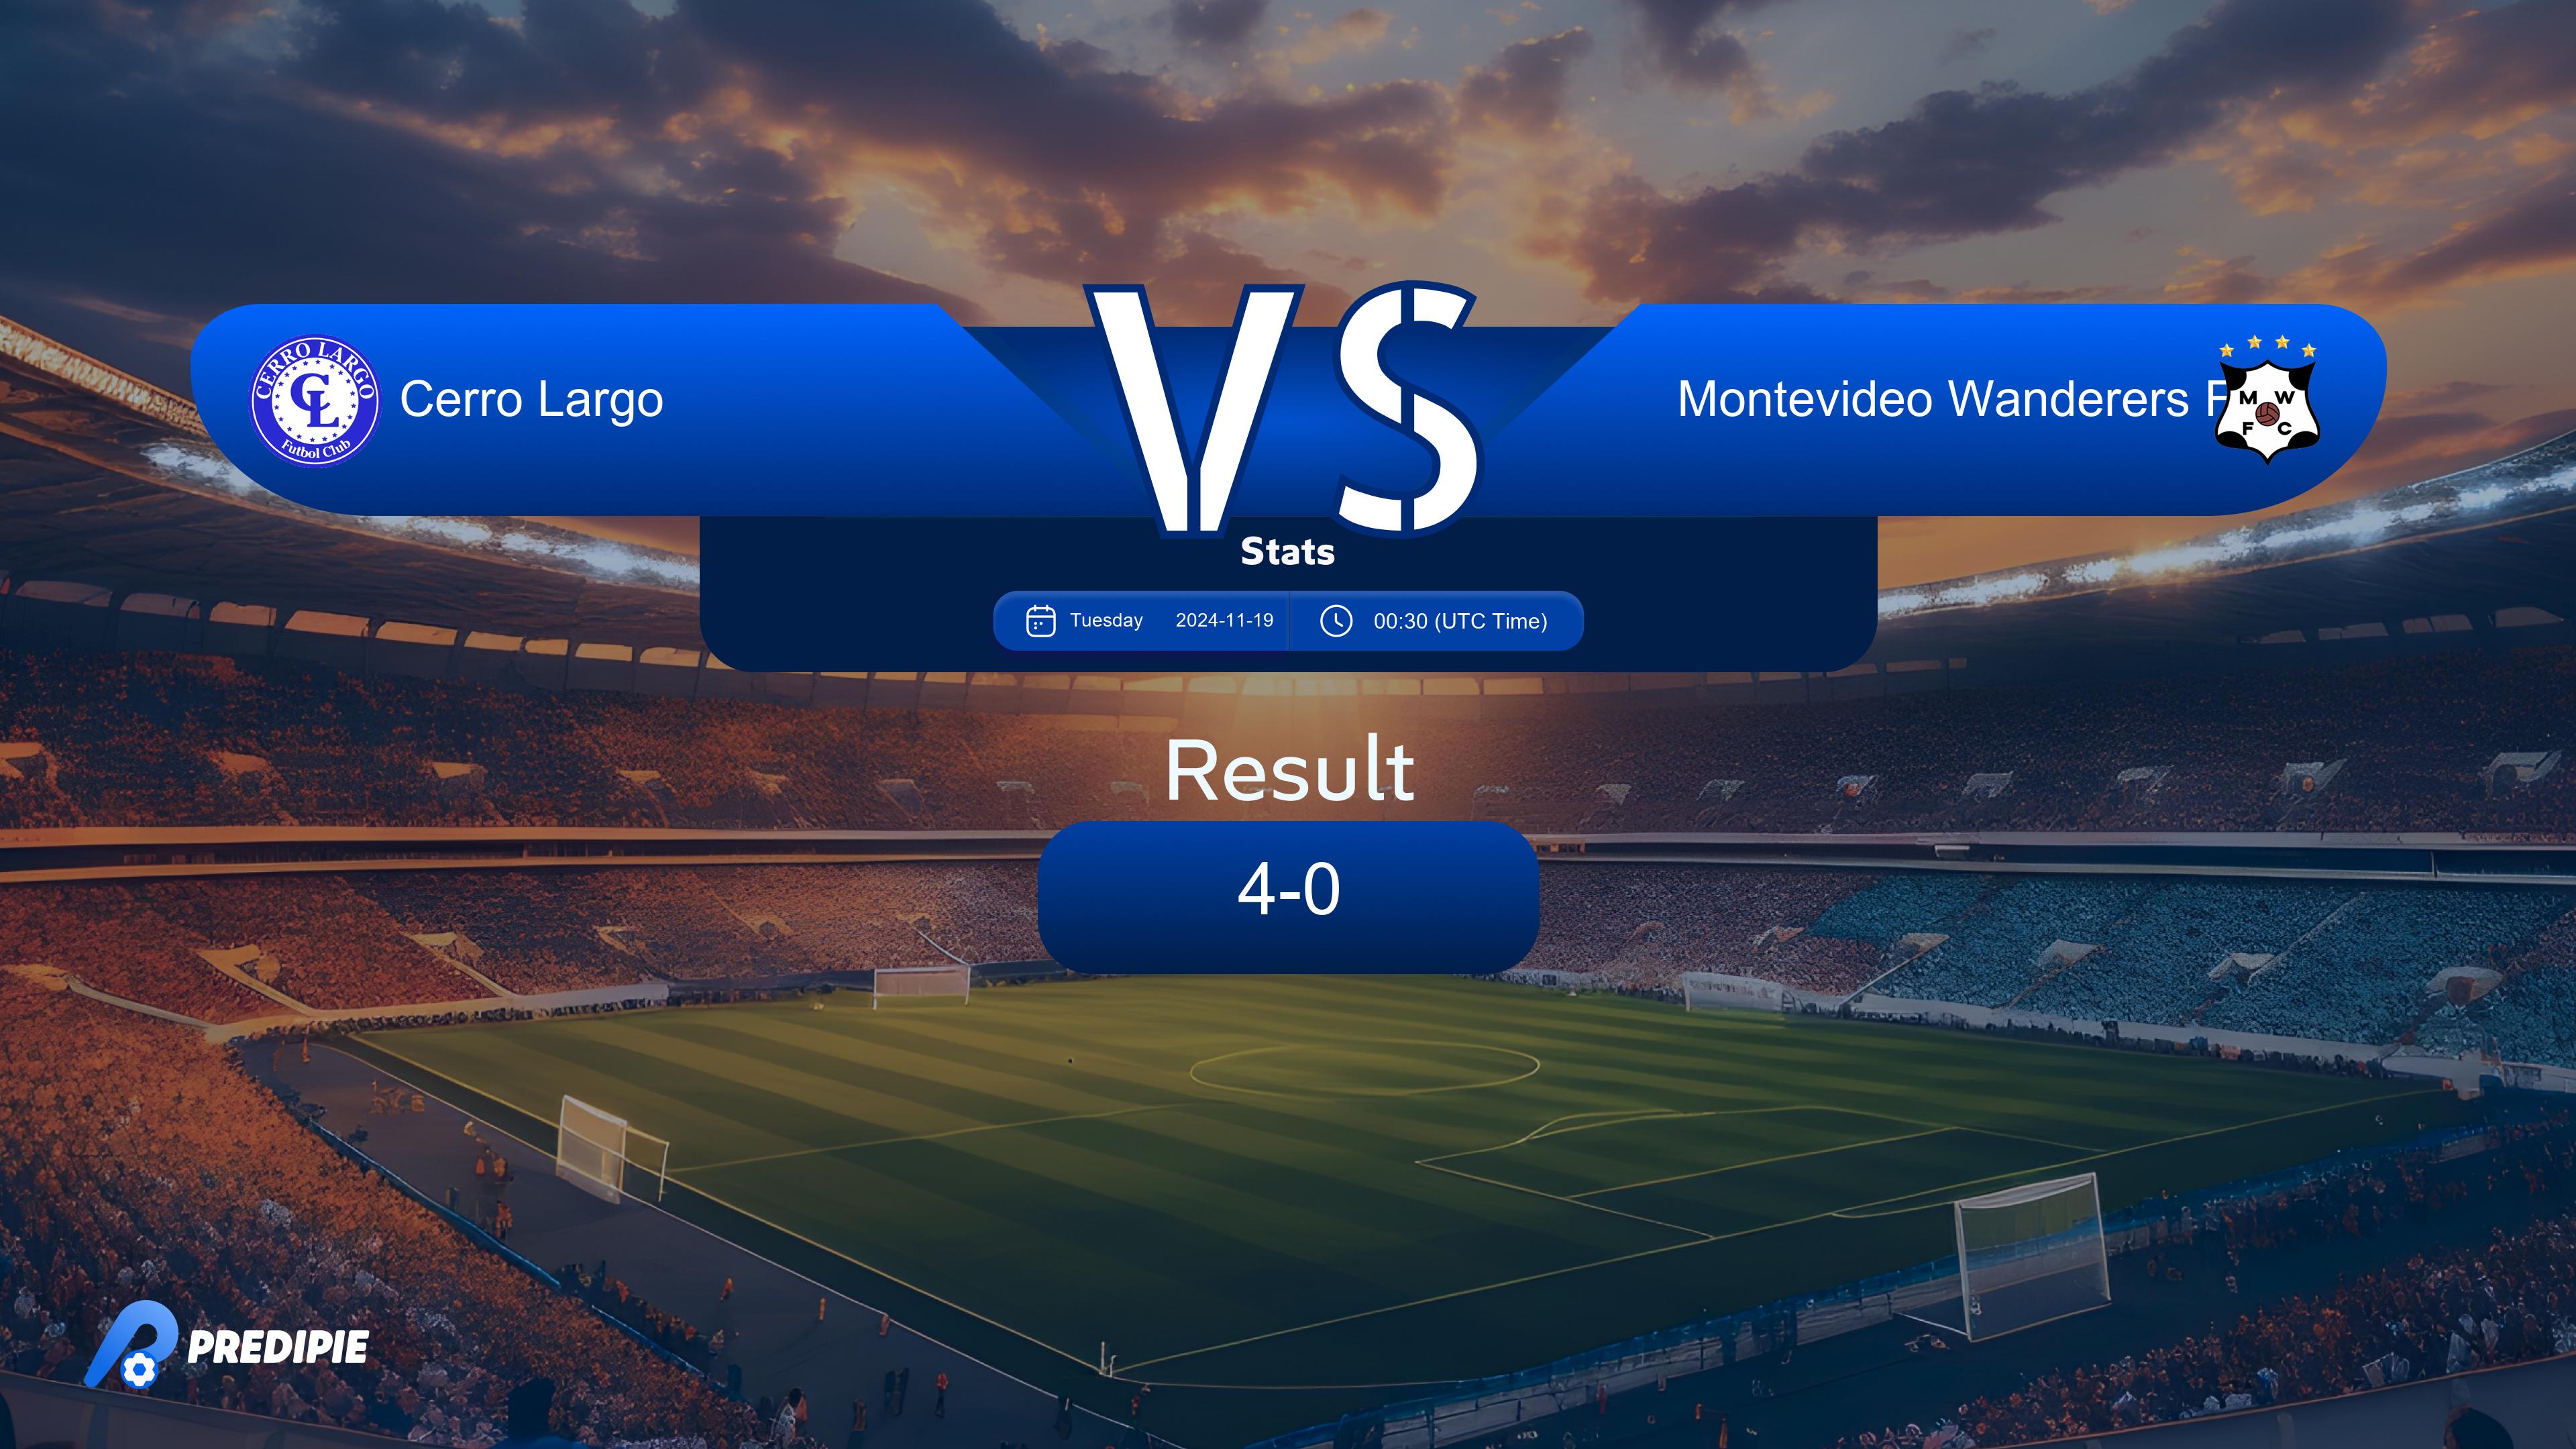 VS
CERRO LARGO
CL
Futbol Club
Cerro Largo
Montevideo Wanderers F
M W
F C
Stats
Tuesday 2024-11-19 00:30 (UTC Time)
Result
4-0
PREDIPIE